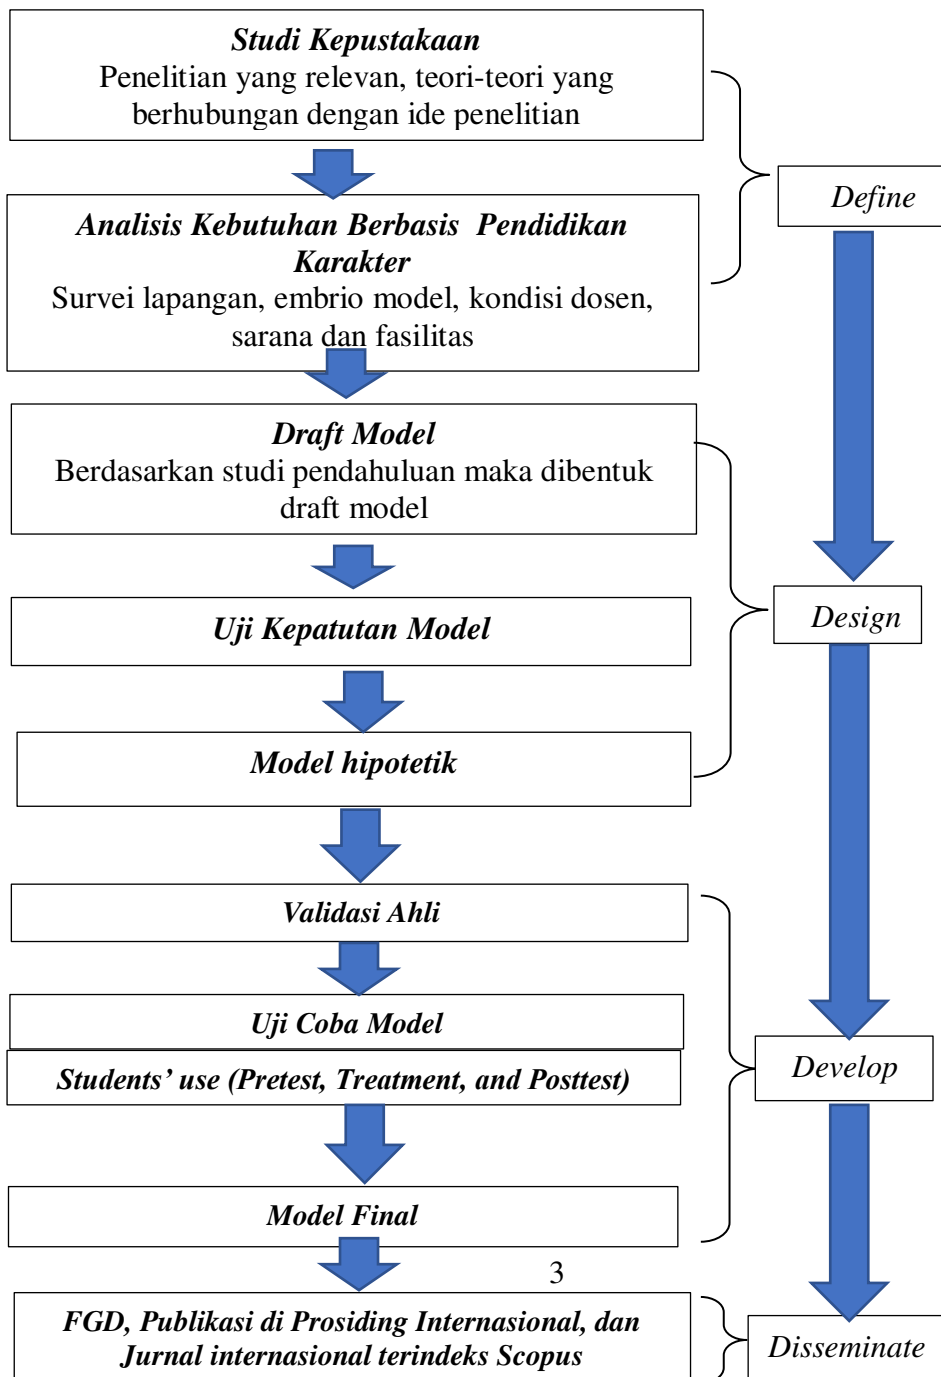 Studi Kepustakaan
Penelitian yang relevan, teori-teori yang
berhubungan dengan ide penelitian
Define
Analisis Kebutuhan Berbasis Pendidikan
Karakter
Survei lapangan, embrio model, kondisi dosen,
sarana dan fasilitas
Draft Model
Berdasarkan studi pendahuluan maka dibentuk
draft model
Design
Uji Kepatutan Model
Model hipotetik
Validasi Ahli
Uji Coba Model
Develop
Students’ use (Pretest, Treatment, and Posttest)
Model Final
3
FGD, Publikasi di Prosiding Internasional, dan
Jurnal internasional terindeks Scopus
Disseminate